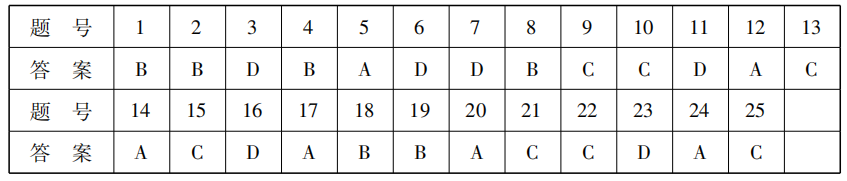 题 号 1 2 3 4 5 6 7 8 9 10 11 12 13
答 案 B B D B A D D B C C D A C
题 号 14 15 16 17 18 19 20 21 22 23 24 25
答 案 A C D A B B A C C D A C